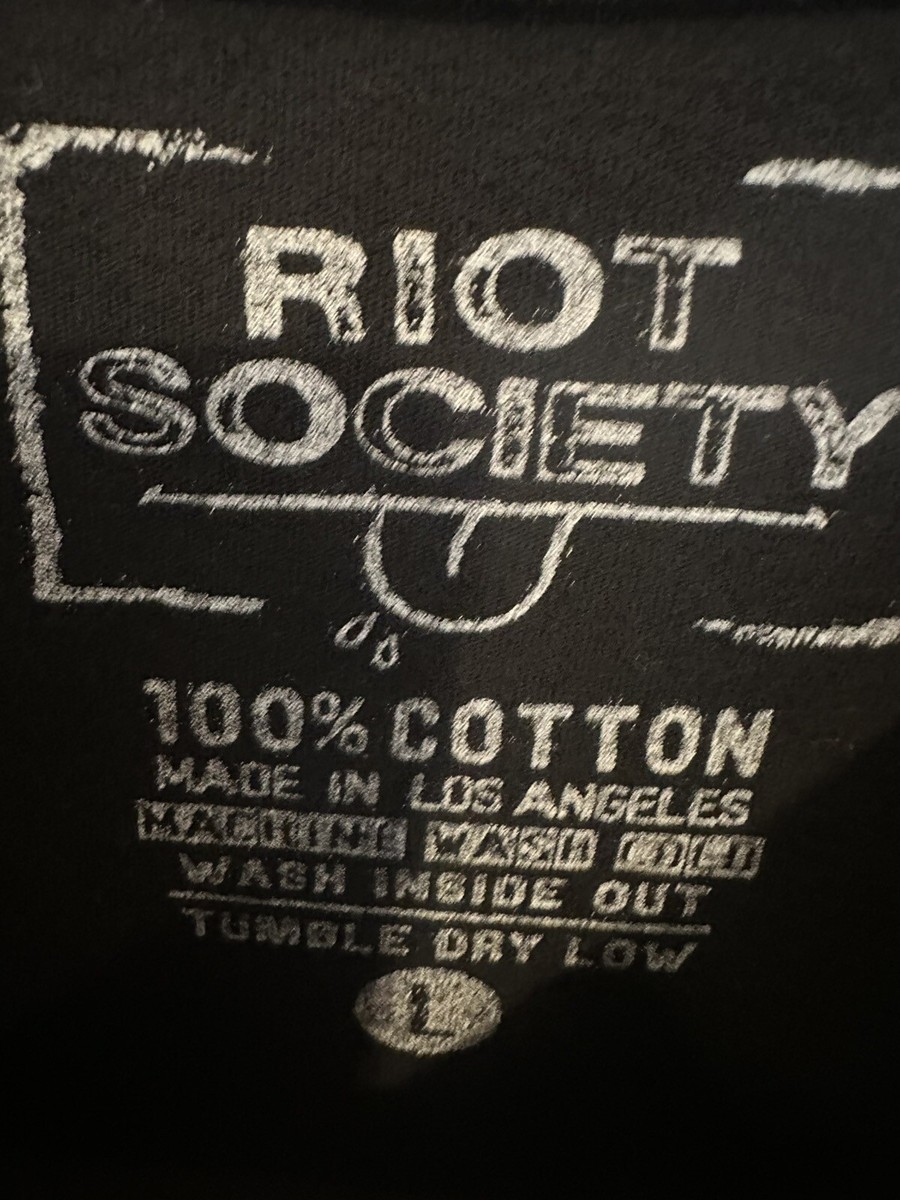 RIOT
SOCIETY
100% COTTON
MADE IN LOS ANGELES
MACHINE WASH COLD
WASH INSIDE OUT
TUMBLE DRY LOW
L